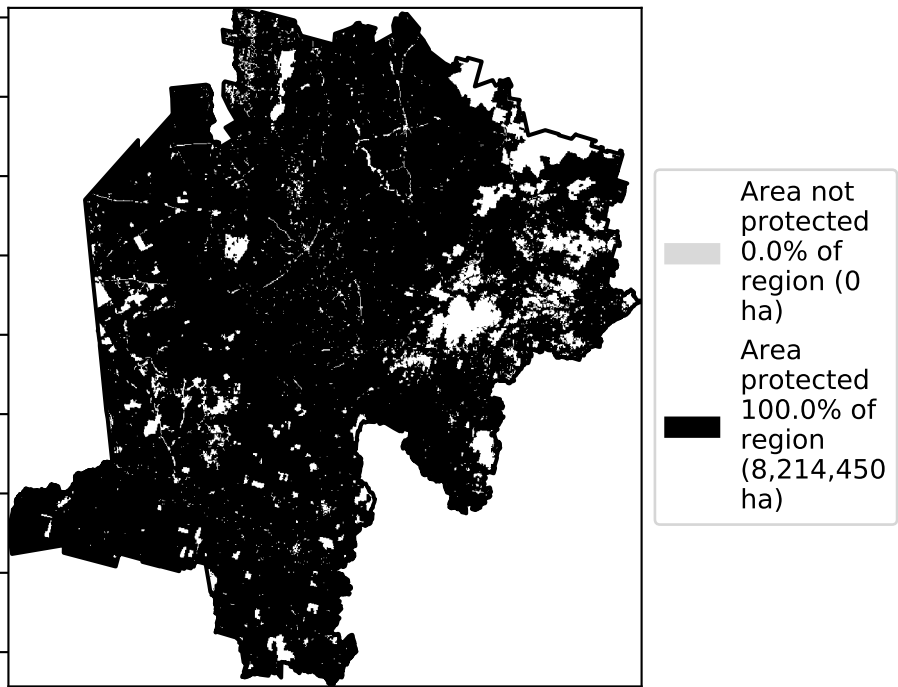 Area not
protected
0.0% of
region (0
ha)
Area
protected
100.0% of
region
(8,214,450
ha)